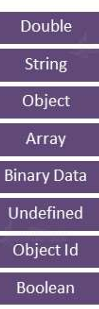 Double
String
Object
Array
Binary Data
Undefined
Object Id
Boolean